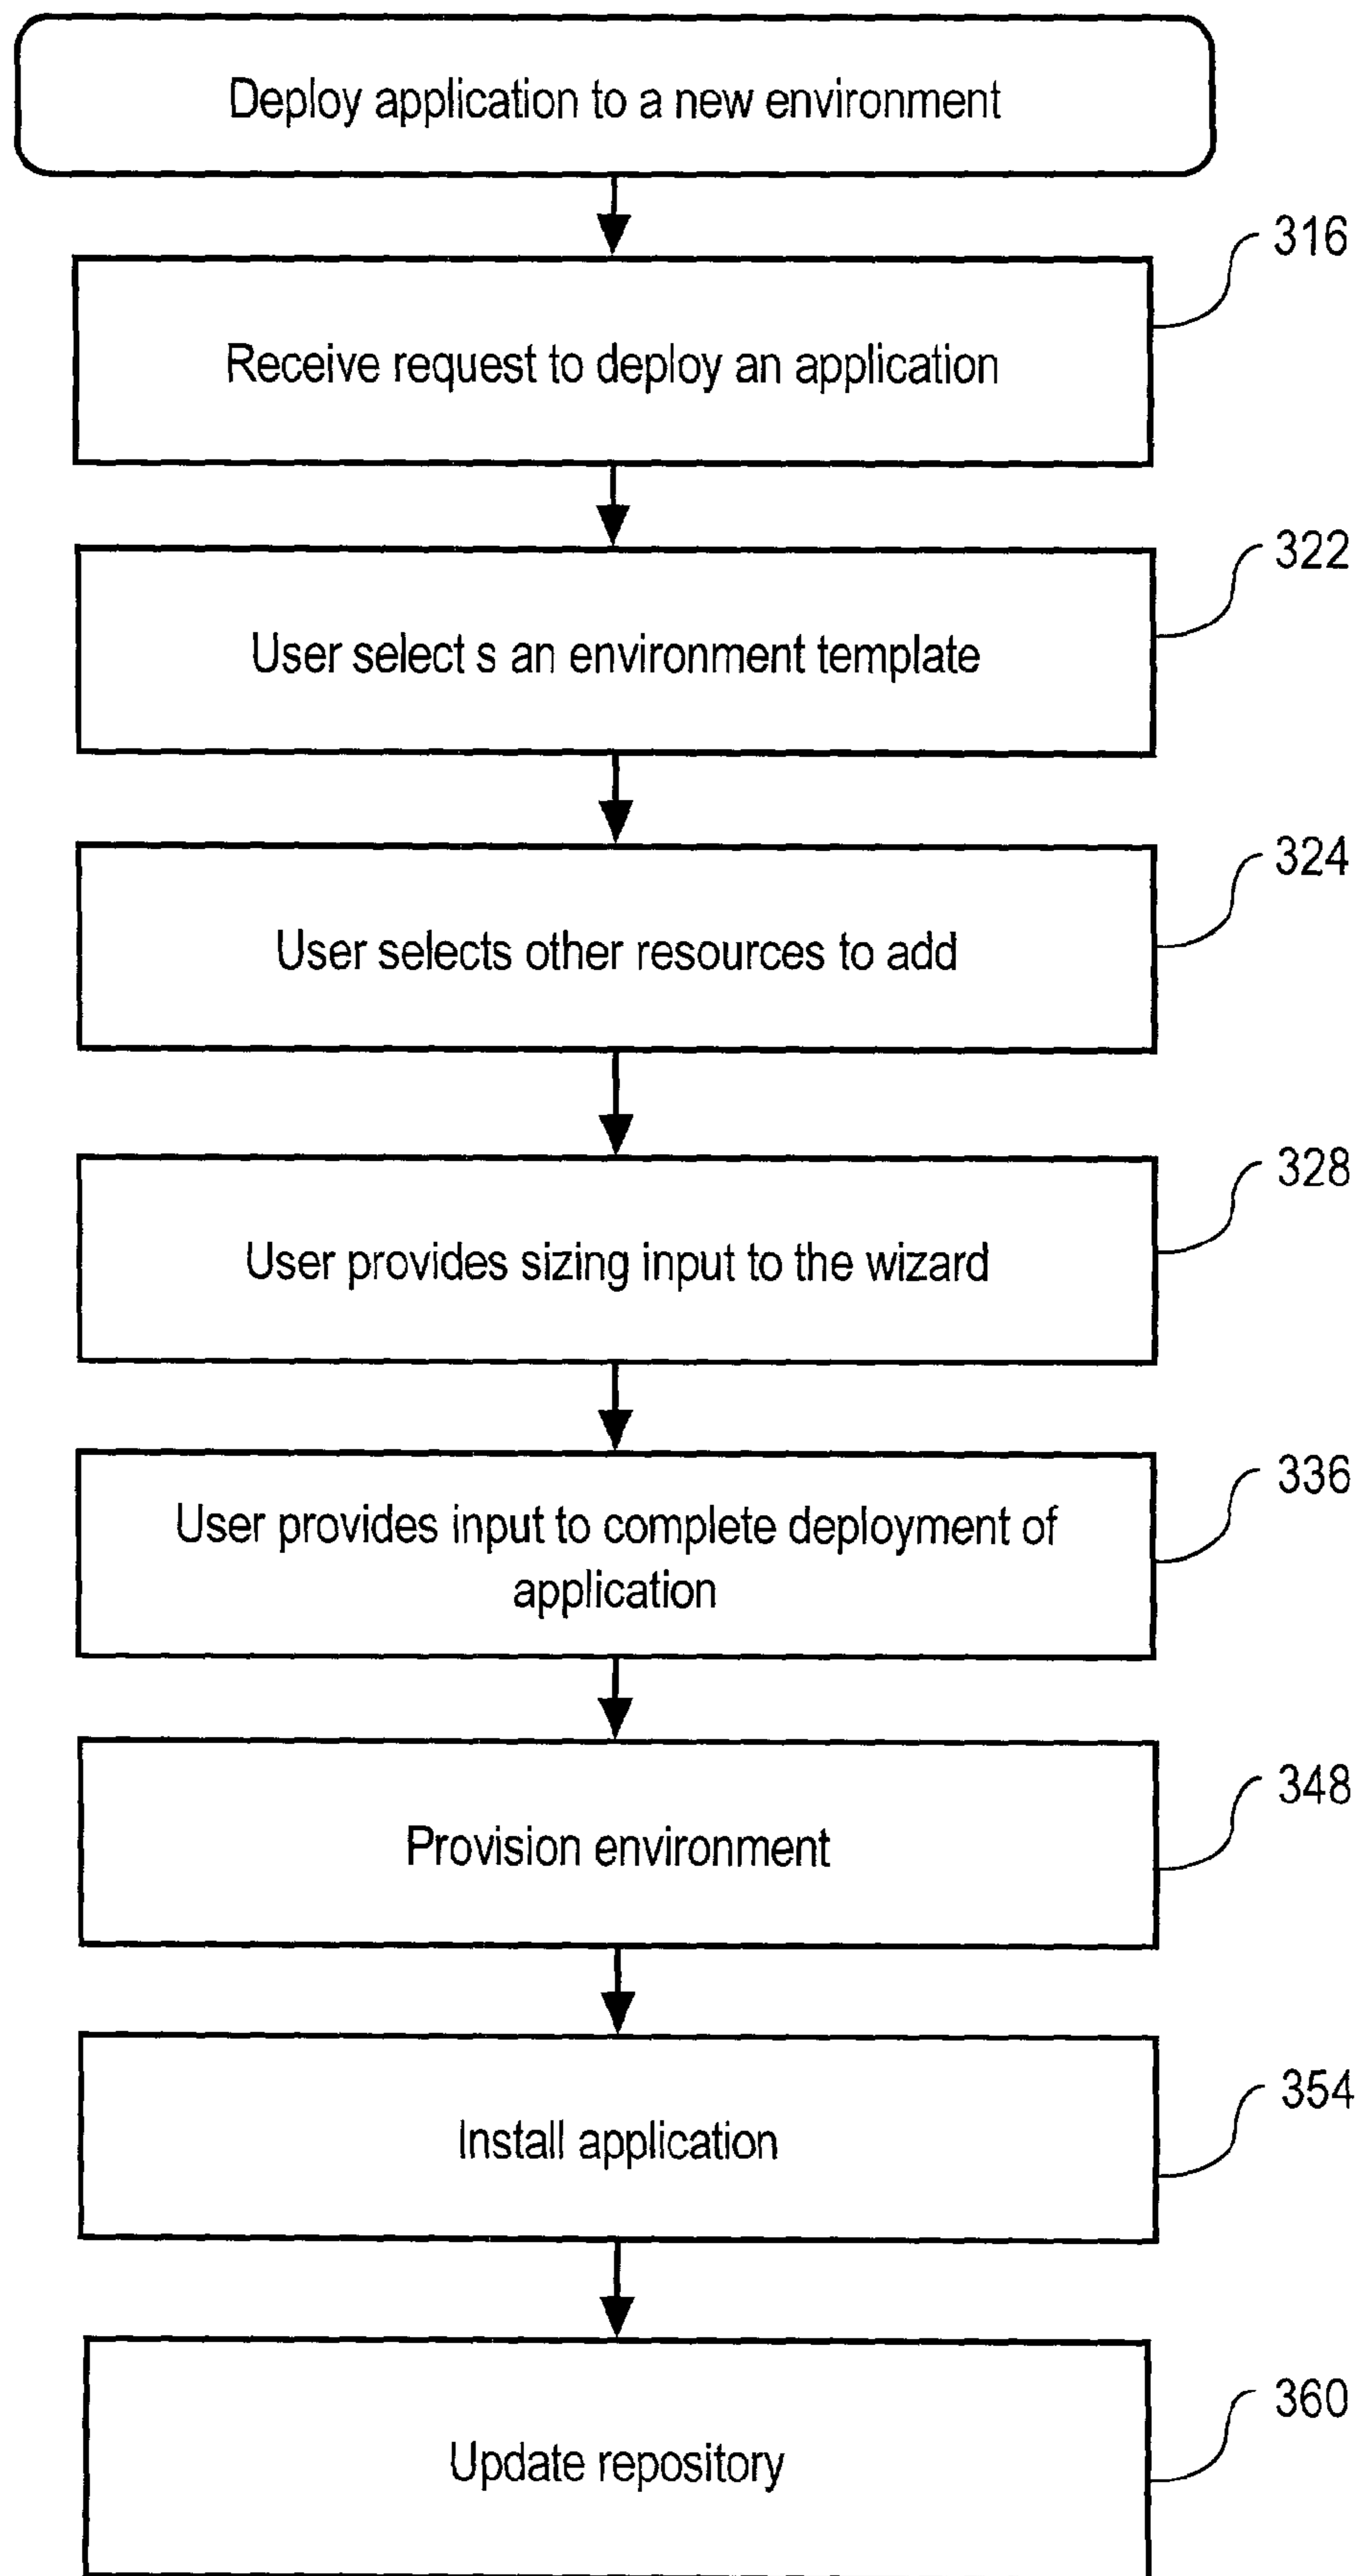 Deploy application to a new environment
316
Receive request to deploy an application
322
User select s an environment template
324
User selects other resources to add
328
User provides sizing input to the wizard
336
User provides input to complete deployment of
application
348
Provision environment
354
Install application
360
Update repository